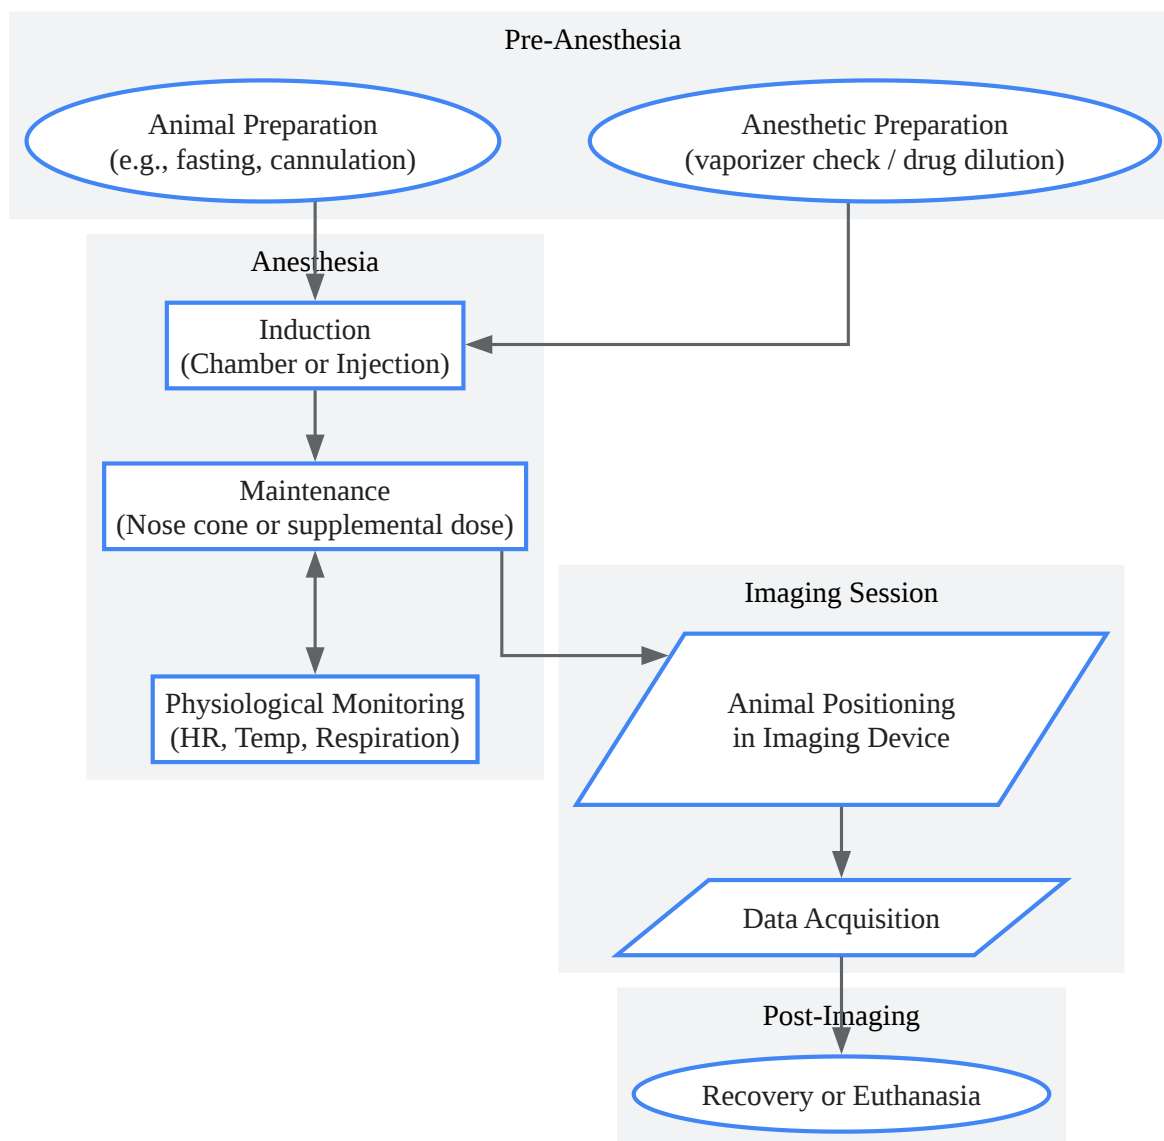 Pre-Anesthesia
Animal Preparation
(e.g., fasting, cannulation)
Anesthetic Preparation
(vaporizer check / drug dilution)
Anesthesia
Induction
(Chamber or Injection)
Maintenance
(Nose cone or supplemental dose)
Physiological Monitoring
(HR, Temp, Respiration)
Imaging Session
Animal Positioning
in Imaging Device
Data Acquisition
Post-Imaging
Recovery or Euthanasia